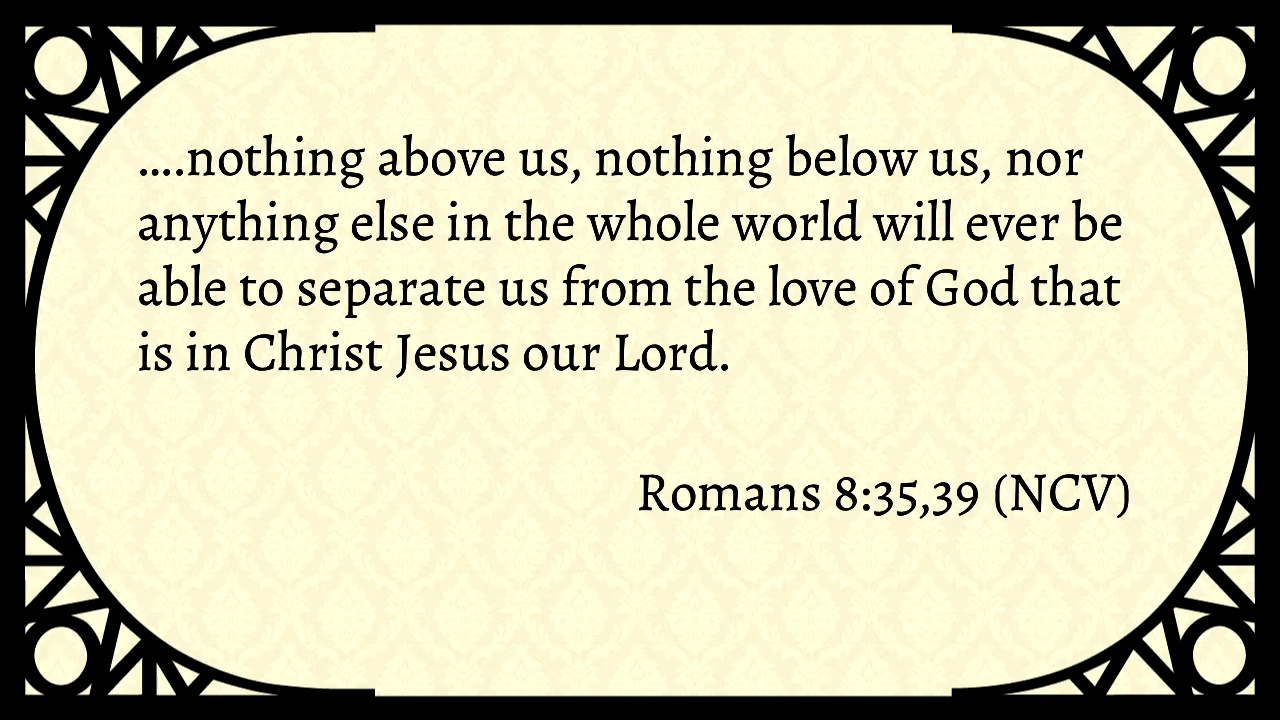 ....nothing above us, nothing below us, nor
anything else in the whole world will ever be
able to separate us from the love of God that
is in Christ Jesus our Lord.
Romans 8:35,39 (NCV)